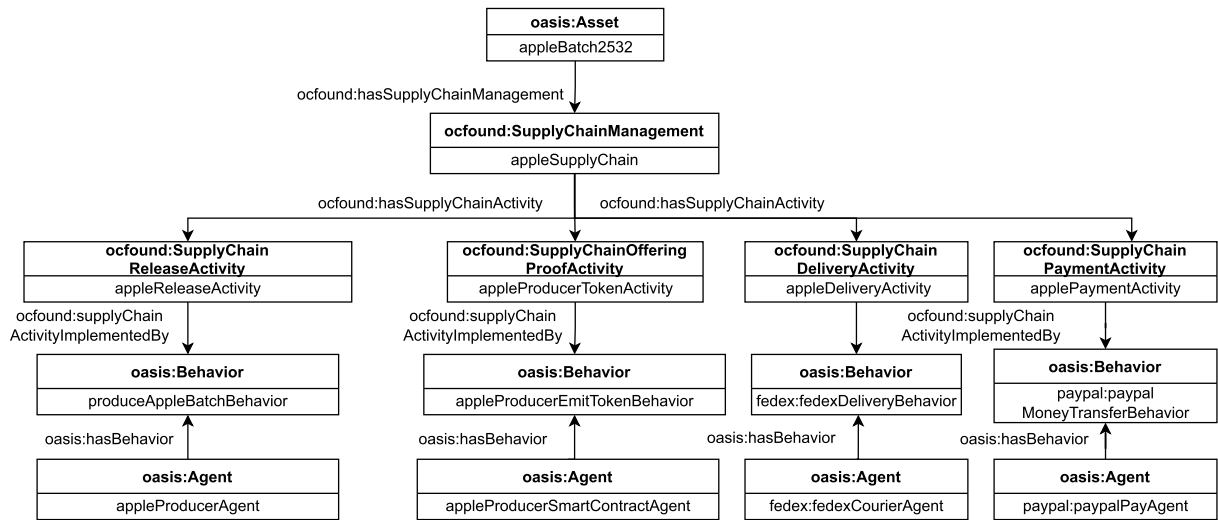 oasis:Asset
appleBatch2532
ocfound:hasSupplyChainManagement
ocfound:SupplyChainManagement
appleSupplyChain
ocfound:hasSupplyChainActivity
ocfound:hasSupplyChainActivity
ocfound:SupplyChain
ReleaseActivity
appleReleaseActivity
ocfound:SupplyChainOffering
ProofActivity
appleProducerTokenActivity
ocfound:SupplyChain
DeliveryActivity
appleDeliveryActivity
ocfound:SupplyChain
PaymentActivity
applePaymentActivity
ocfound:supplyChain
ActivityImplementedBy
ocfound:supplyChain
ActivityImplementedBy
ocfound:supplyChain
ActivityImplementedBy
oasis:Behavior
produceAppleBatchBehavior
oasis:Behavior
appleProducerEmitTokenBehavior
oasis:Behavior
fedex:fedexDeliveryBehavior
oasis:Behavior
paypal:paypal
MoneyTransferBehavior
oasis:hasBehavior
oasis:hasBehavior
oasis:hasBehavior
oasis:hasBehavior
oasis:Agent
appleProducerAgent
oasis:Agent
appleProducerSmartContractAgent
oasis:Agent
fedex:fedexCourierAgent
oasis:Agent
paypal:paypalPayAgent